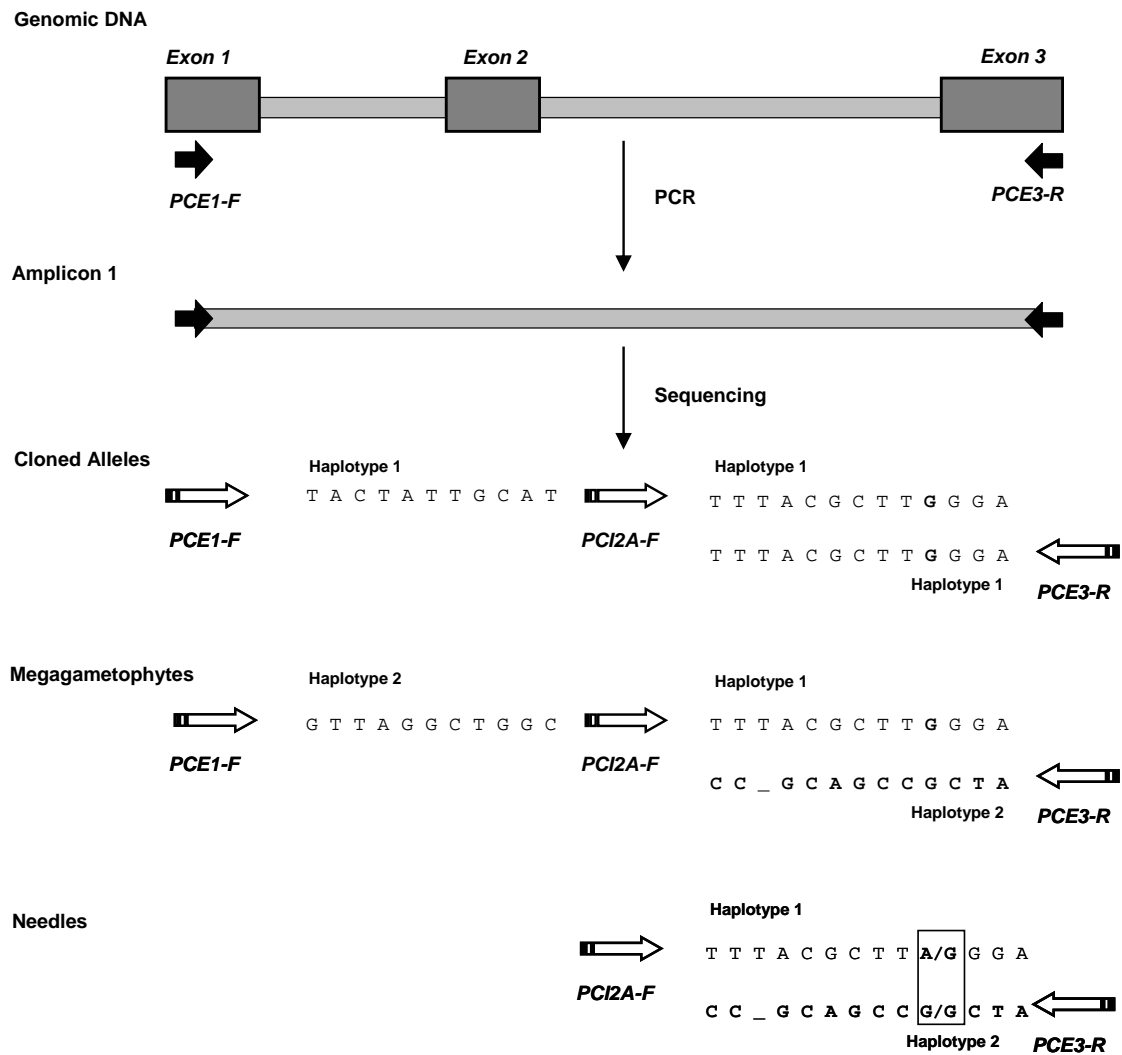 Genomic DNA
Exon 1 Exon 2 Exon 3
PCE1-F PCE3-R
PCR
Amplicon 1
Sequencing
Cloned Alleles
Haplotype 1 Haplotype 1
T A C T A T T G C A T T T T A C G C T T G G G A
PCE1-F PCI2A-F
T T T A C G C T T G G G A
Haplotype 1 PCE3-R
Megagametophytes
Haplotype 2 Haplotype 1
G T T A G G C T G G C T T T A C G C T T G G G A
PCE1-F PCI2A-F
C C _ G C A G C C G C T A
Haplotype 2 PCE3-R
Needles
Haplotype 1
T T T A C G C T T A/G G G A
PCI2A-F
C C _ G C A G C C G/G C T A
Haplotype 2 PCE3-R